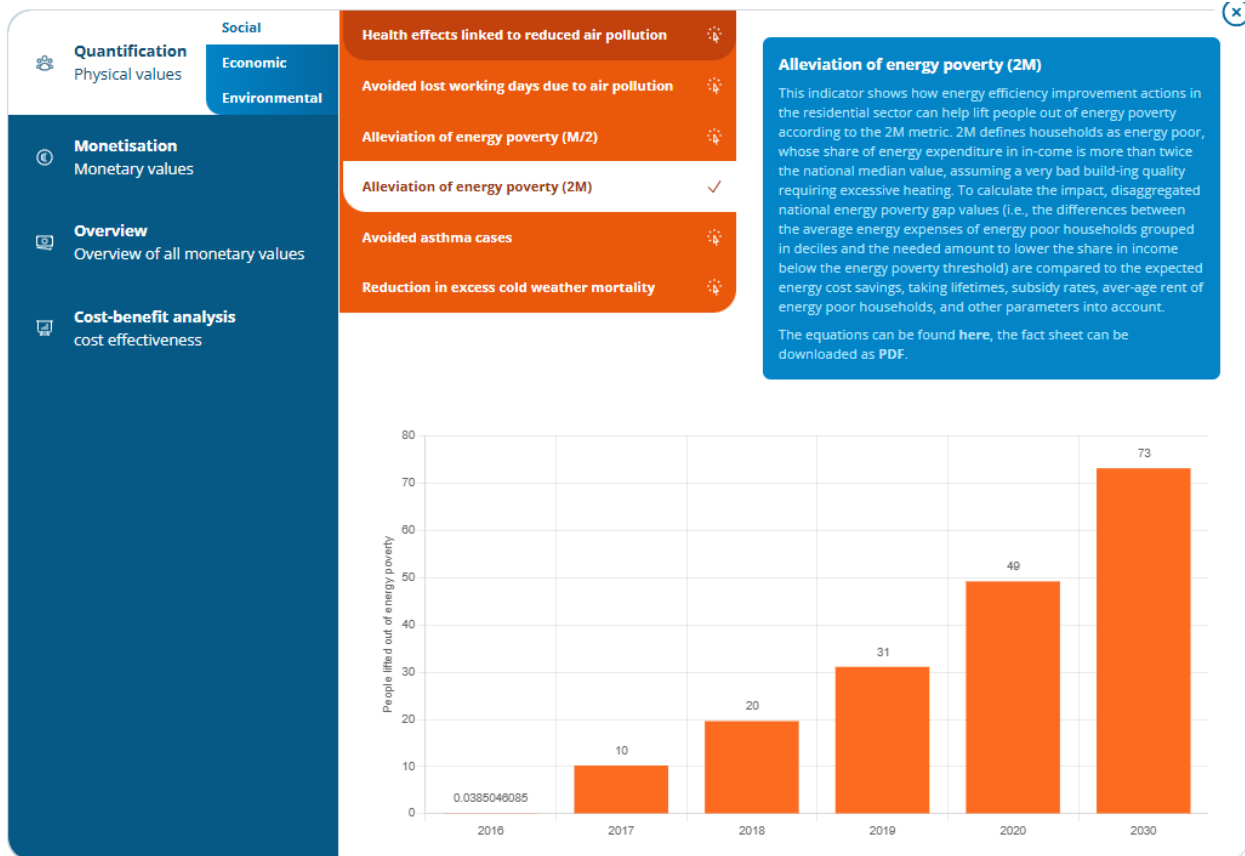 Quantification
Physical values
Social
Economic
Environmental
Monetisation
Monetary values
Overview
Overview of all monetary values
Cost-benefit analysis
cost effectiveness
Health effects linked to reduced air pollution
Avoided lost working days due to air pollution
Alleviation of energy poverty (M/2)
Alleviation of energy poverty (2M)
Avoided asthma cases
Reduction in excess cold weather mortality
Alleviation of energy poverty (2M)
This indicator shows how energy efficiency improvement actions in
the residential sector can help lift people out of energy poverty
according to the 2M metric. 2M defines households as energy poor,
whose share of energy expenditure in in-come is more than twice
the national median value, assuming a very bad build-ing quality
requiring excessive heating. To calculate the impact, disaggregated
national energy poverty gap values (i.e., the differences between
the average energy expenses of energy poor households grouped
in deciles and the needed amount to lower the share in income
below the energy poverty threshold) are compared to the expected
energy cost savings, taking lifetimes, subsidy rates, aver-age rent of
energy poor households, and other parameters into account.
The equations can be found here, the fact sheet can be
downloaded as PDF.
People lifted out of energy poverty
80
70
60
50
40
30
20
10
0
0.0385046085
10
20
31
49
73
2016
2017
2018
2019
2020
2030